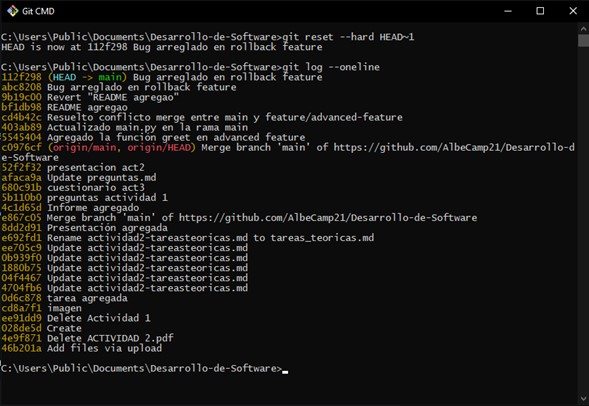 Git CMD
C:\Users\Public\Documents\Desarrollo-de-Software>git reset --hard HEAD~1
HEAD is now at 112f298 Bug arreglado en rollback feature
C:\Users\Public\Documents\Desarrollo-de-Software>git log --oneline
112f298 (HEAD -> main) Bug arreglado en rollback feature
abc8208 Bug arreglado en rollback feature
9b19c00 Revert "README agregao"
bf1db98 README agregao
cd4b42c Resuelto conflicto merge entre main y feature/advanced-feature
403ab89 Actualizado main.py en la rama main
5545404 Agregado la función greet en advanced feature
c0976cf (origin/main, origin/HEAD) Merge branch 'main' of https://github.com/AlbeCamp21/Desarrollo-d
e-Software
52f2f32 presentacion act2
afaca9a Update preguntas.md
680c91b cuestionario act3
5b110b0 preguntas actividad 1
4c1d65d Informe agregado
e867c05 Merge branch 'main' of https://github.com/AlbeCamp21/Desarrollo-de-Software
8dd2d91 Presentación agregada
e692fd1 Rename actividad2-tareasteoricas.md to tareas_teoricas.md
ee705c9 Update actividad2-tareasteoricas.md
0b939f0 Update actividad2-tareasteoricas.md
1880b75 Update actividad2-tareasteoricas.md
04f4467 Update actividad2-tareasteoricas.md
4704fb6 Update actividad2-tareasteoricas.md
0d6c878 tarea agregada
cd8a7f1 imagen
ee91dd9 Delete Actividad 1
028de5d Create
4e9f871 Delete ACTIVIDAD 2.pdf
46b201a Add files via upload
C:\Users\Public\Documents\Desarrollo-de-Software>